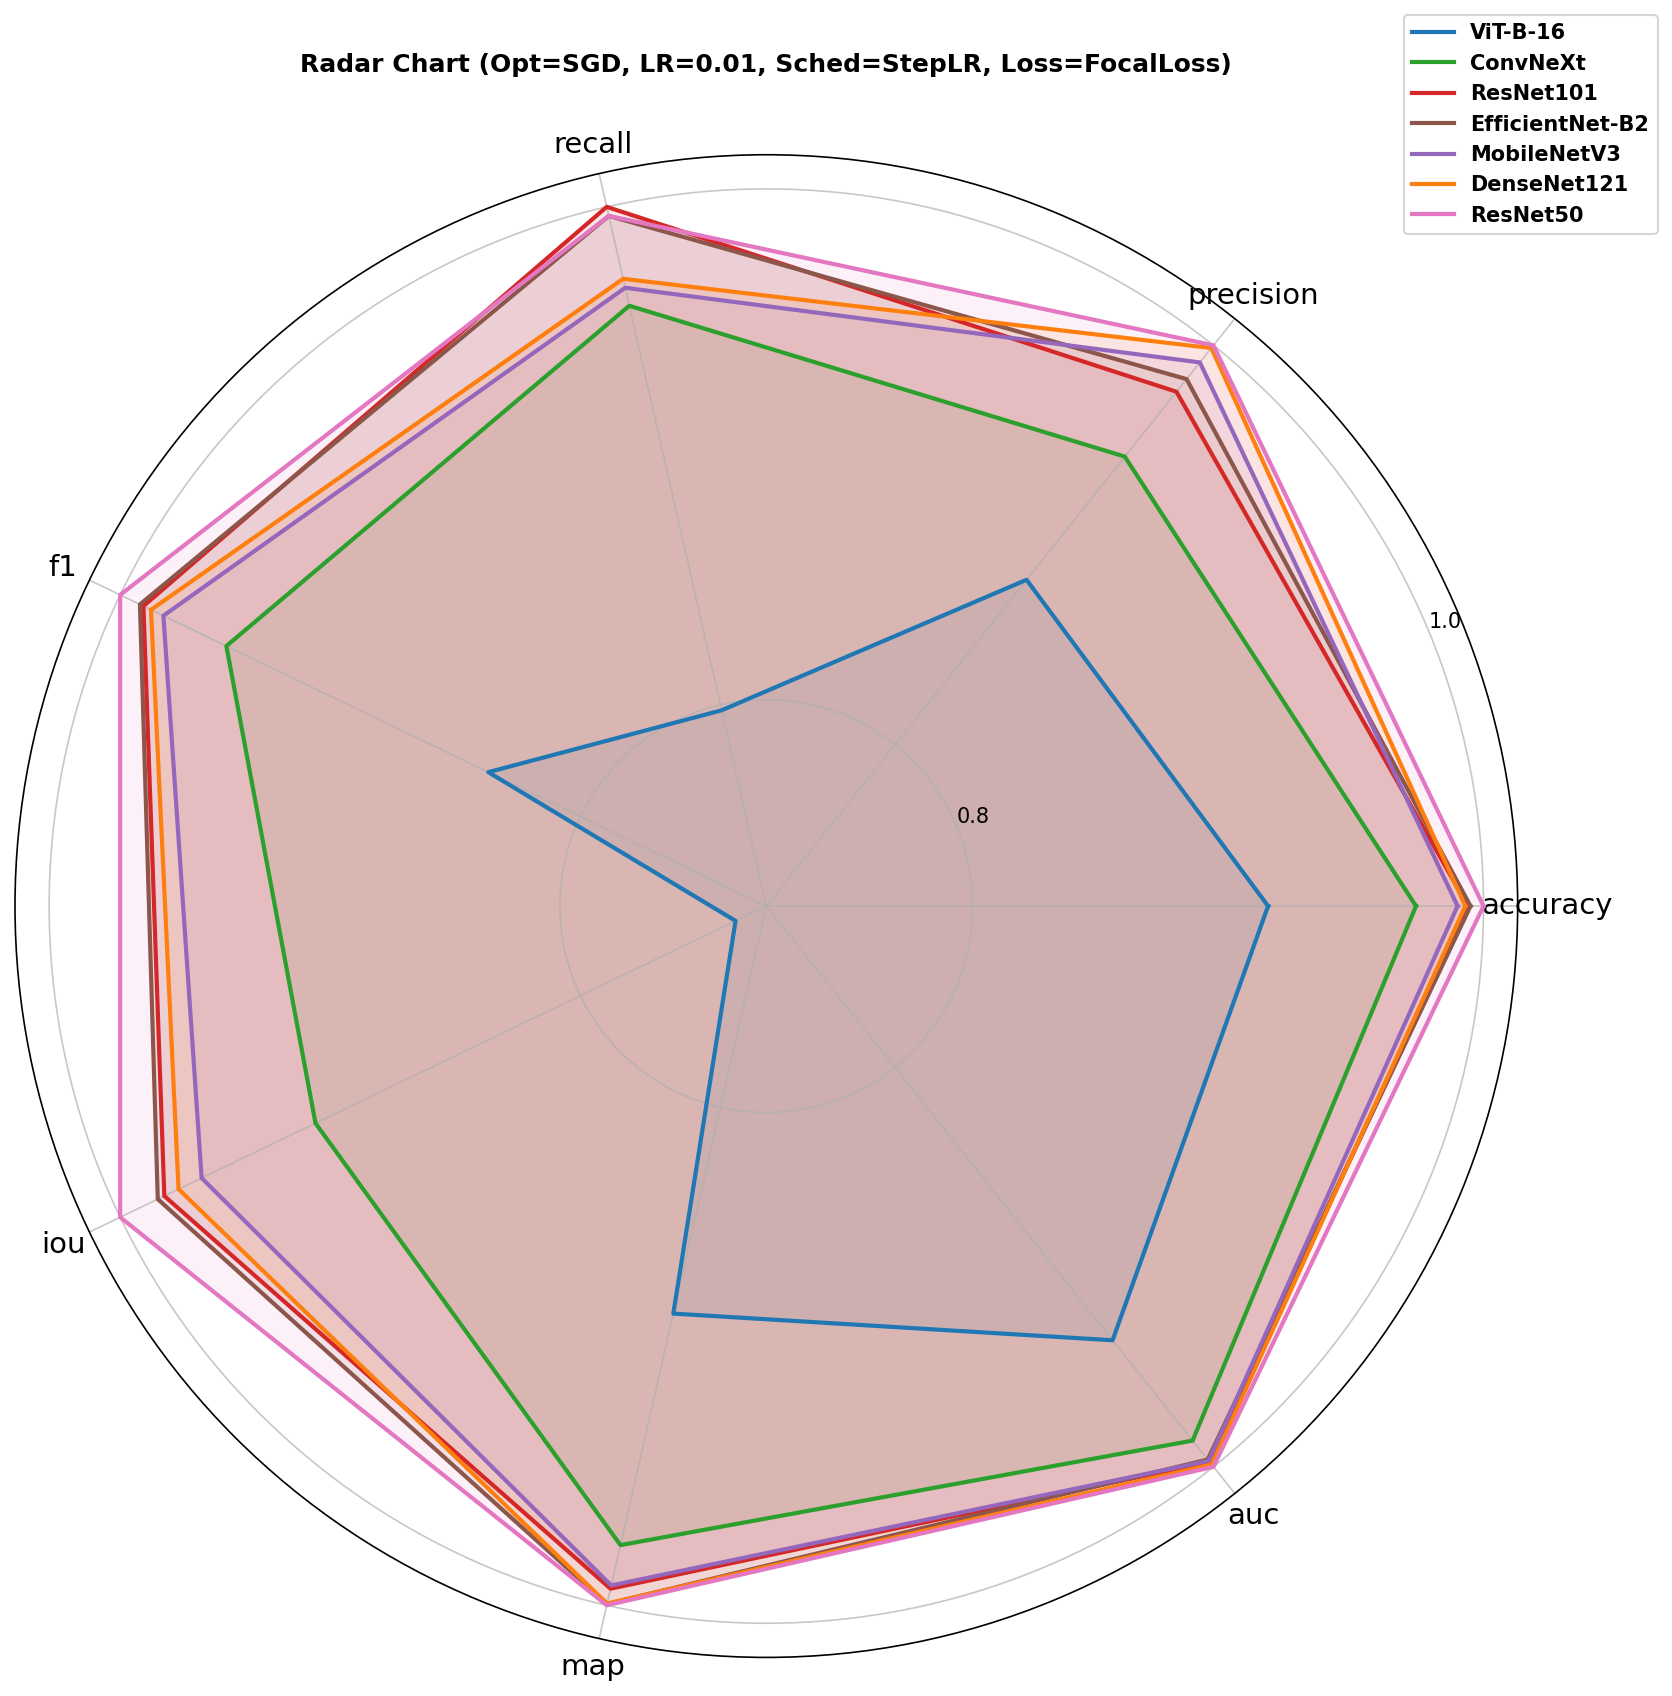 Radar Chart (Opt=SGD, LR=0.01, Sched=StepLR, Loss=FocalLoss)
ViT-B-16
ConvNeXt
ResNet101
EfficientNet-B2
MobileNetV3
DenseNet121
ResNet50
recall
precision
f1
1.0
0.8
accuracy
iou
auc
map